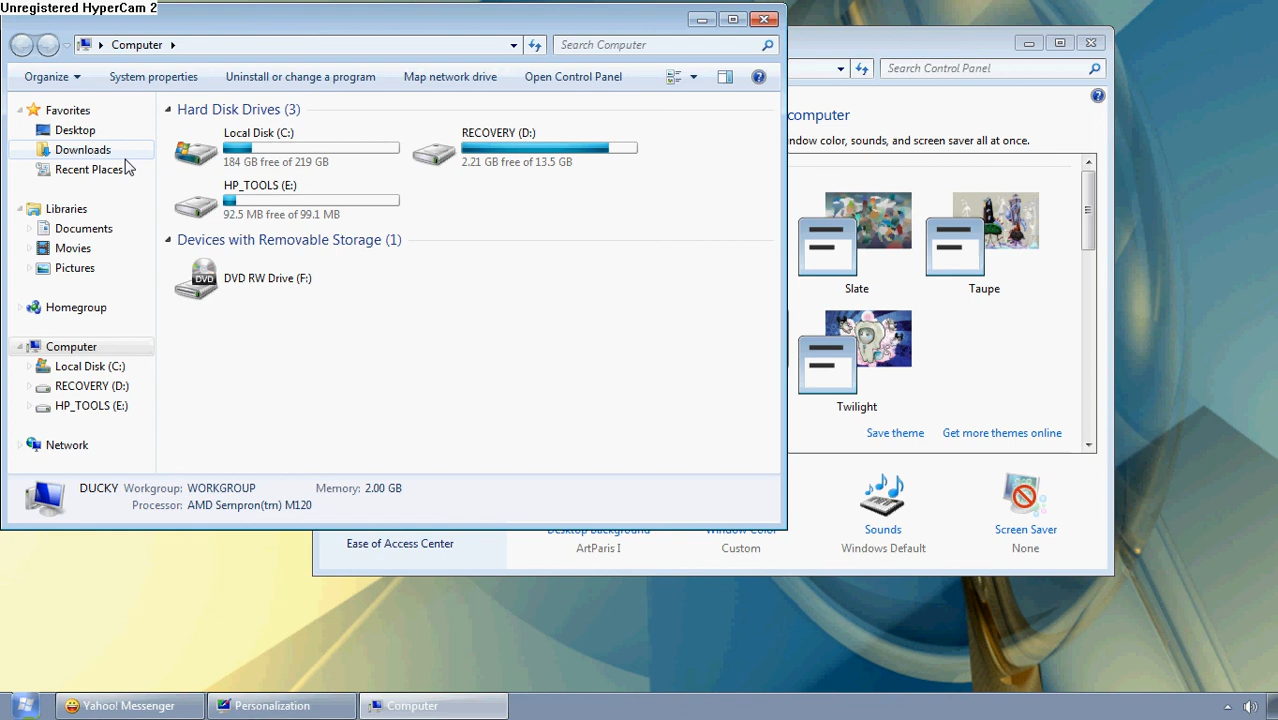 Unregistered HyperCam 2
Computer
Search Computer
Organize
System properties
Uninstall or change a program
Map network drive
Open Control Panel
Favorites
Desktop
Downloads
Recent Places
Libraries
Documents
Movies
Pictures
Homegroup
Computer
Local Disk (C:)
RECOVERY (D:)
HP_TOOLS (E:)
Network
Hard Disk Drives (3)
Local Disk (C:)
184 GB free of 219 GB
RECOVERY (D:)
2.21 GB free of 13.5 GB
HP_TOOLS (E:)
92.5 MB free of 99.1 MB
Devices with Removable Storage (1)
DVD
DVD RW Drive (F:)
DUCKY Workgroup: WORKGROUP Memory: 2.00 GB
Processor: AMD Sempron(tm) M120
Search Control Panel
computer
ndow color, sounds, and screen saver all at once.
Slate
Taupe
Twilight
Save theme
Get more themes online
Desktop Background
ArtParis I
Window Color
Custom
Sounds
Windows Default
Screen Saver
None
Ease of Access Center
Yahoo! Messenger
Personalization
Computer